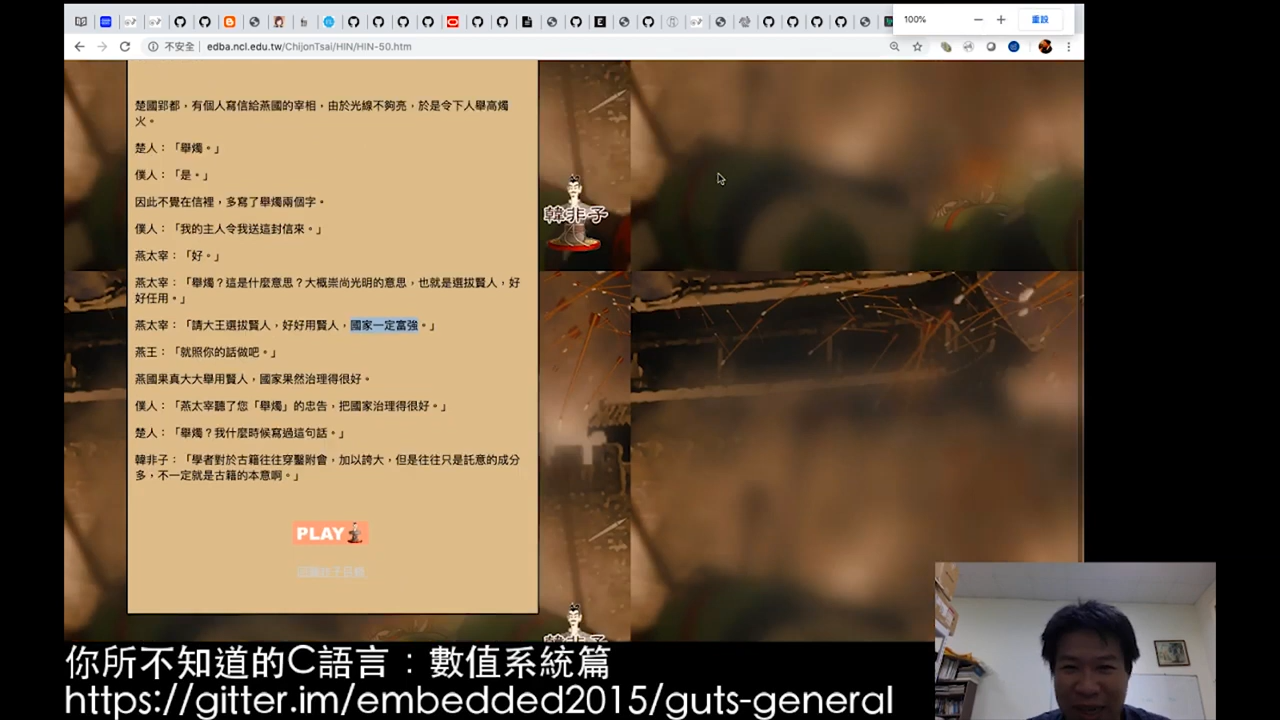 100%
重設
不安全
edba.ncl.edu.tw/ChijonTsai/HIN/HIN-50.htm
楚國郢都，有個人寫信給燕國的宰相，由於光線不夠亮，於是令下人舉高燭
火。
楚人：「舉燭。」
僕人：「是。」
因此不覺在信裡，多寫了舉燭兩個字。
僕人：「我的主人令我送這封信來。」
燕太宰：「好。」
燕太宰：「舉燭？這是什麼意思？大概崇尚光明的意思，也就是選拔賢人，好
好任用。」
燕太宰：「請大王選拔賢人，好好用賢人，國家一定富強。」
燕王：「就照你的話做吧。」
燕國果真大大舉用賢人，國家果然治理得很好。
僕人：「燕太宰聽了您「舉燭」的忠告，把國家治理得很好。」
楚人：「舉燭？我什麼時候寫過這句話。」
韓非子：「學者對於古籍往往穿鑿附會，加以誇大，但是往往只是託意的成分
多，不一定就是古籍的本意啊。」
韓非子
PLAY
韓非子
你所不知道的C語言：數值系統篇
https://gitter.im/embedded2015/guts-general